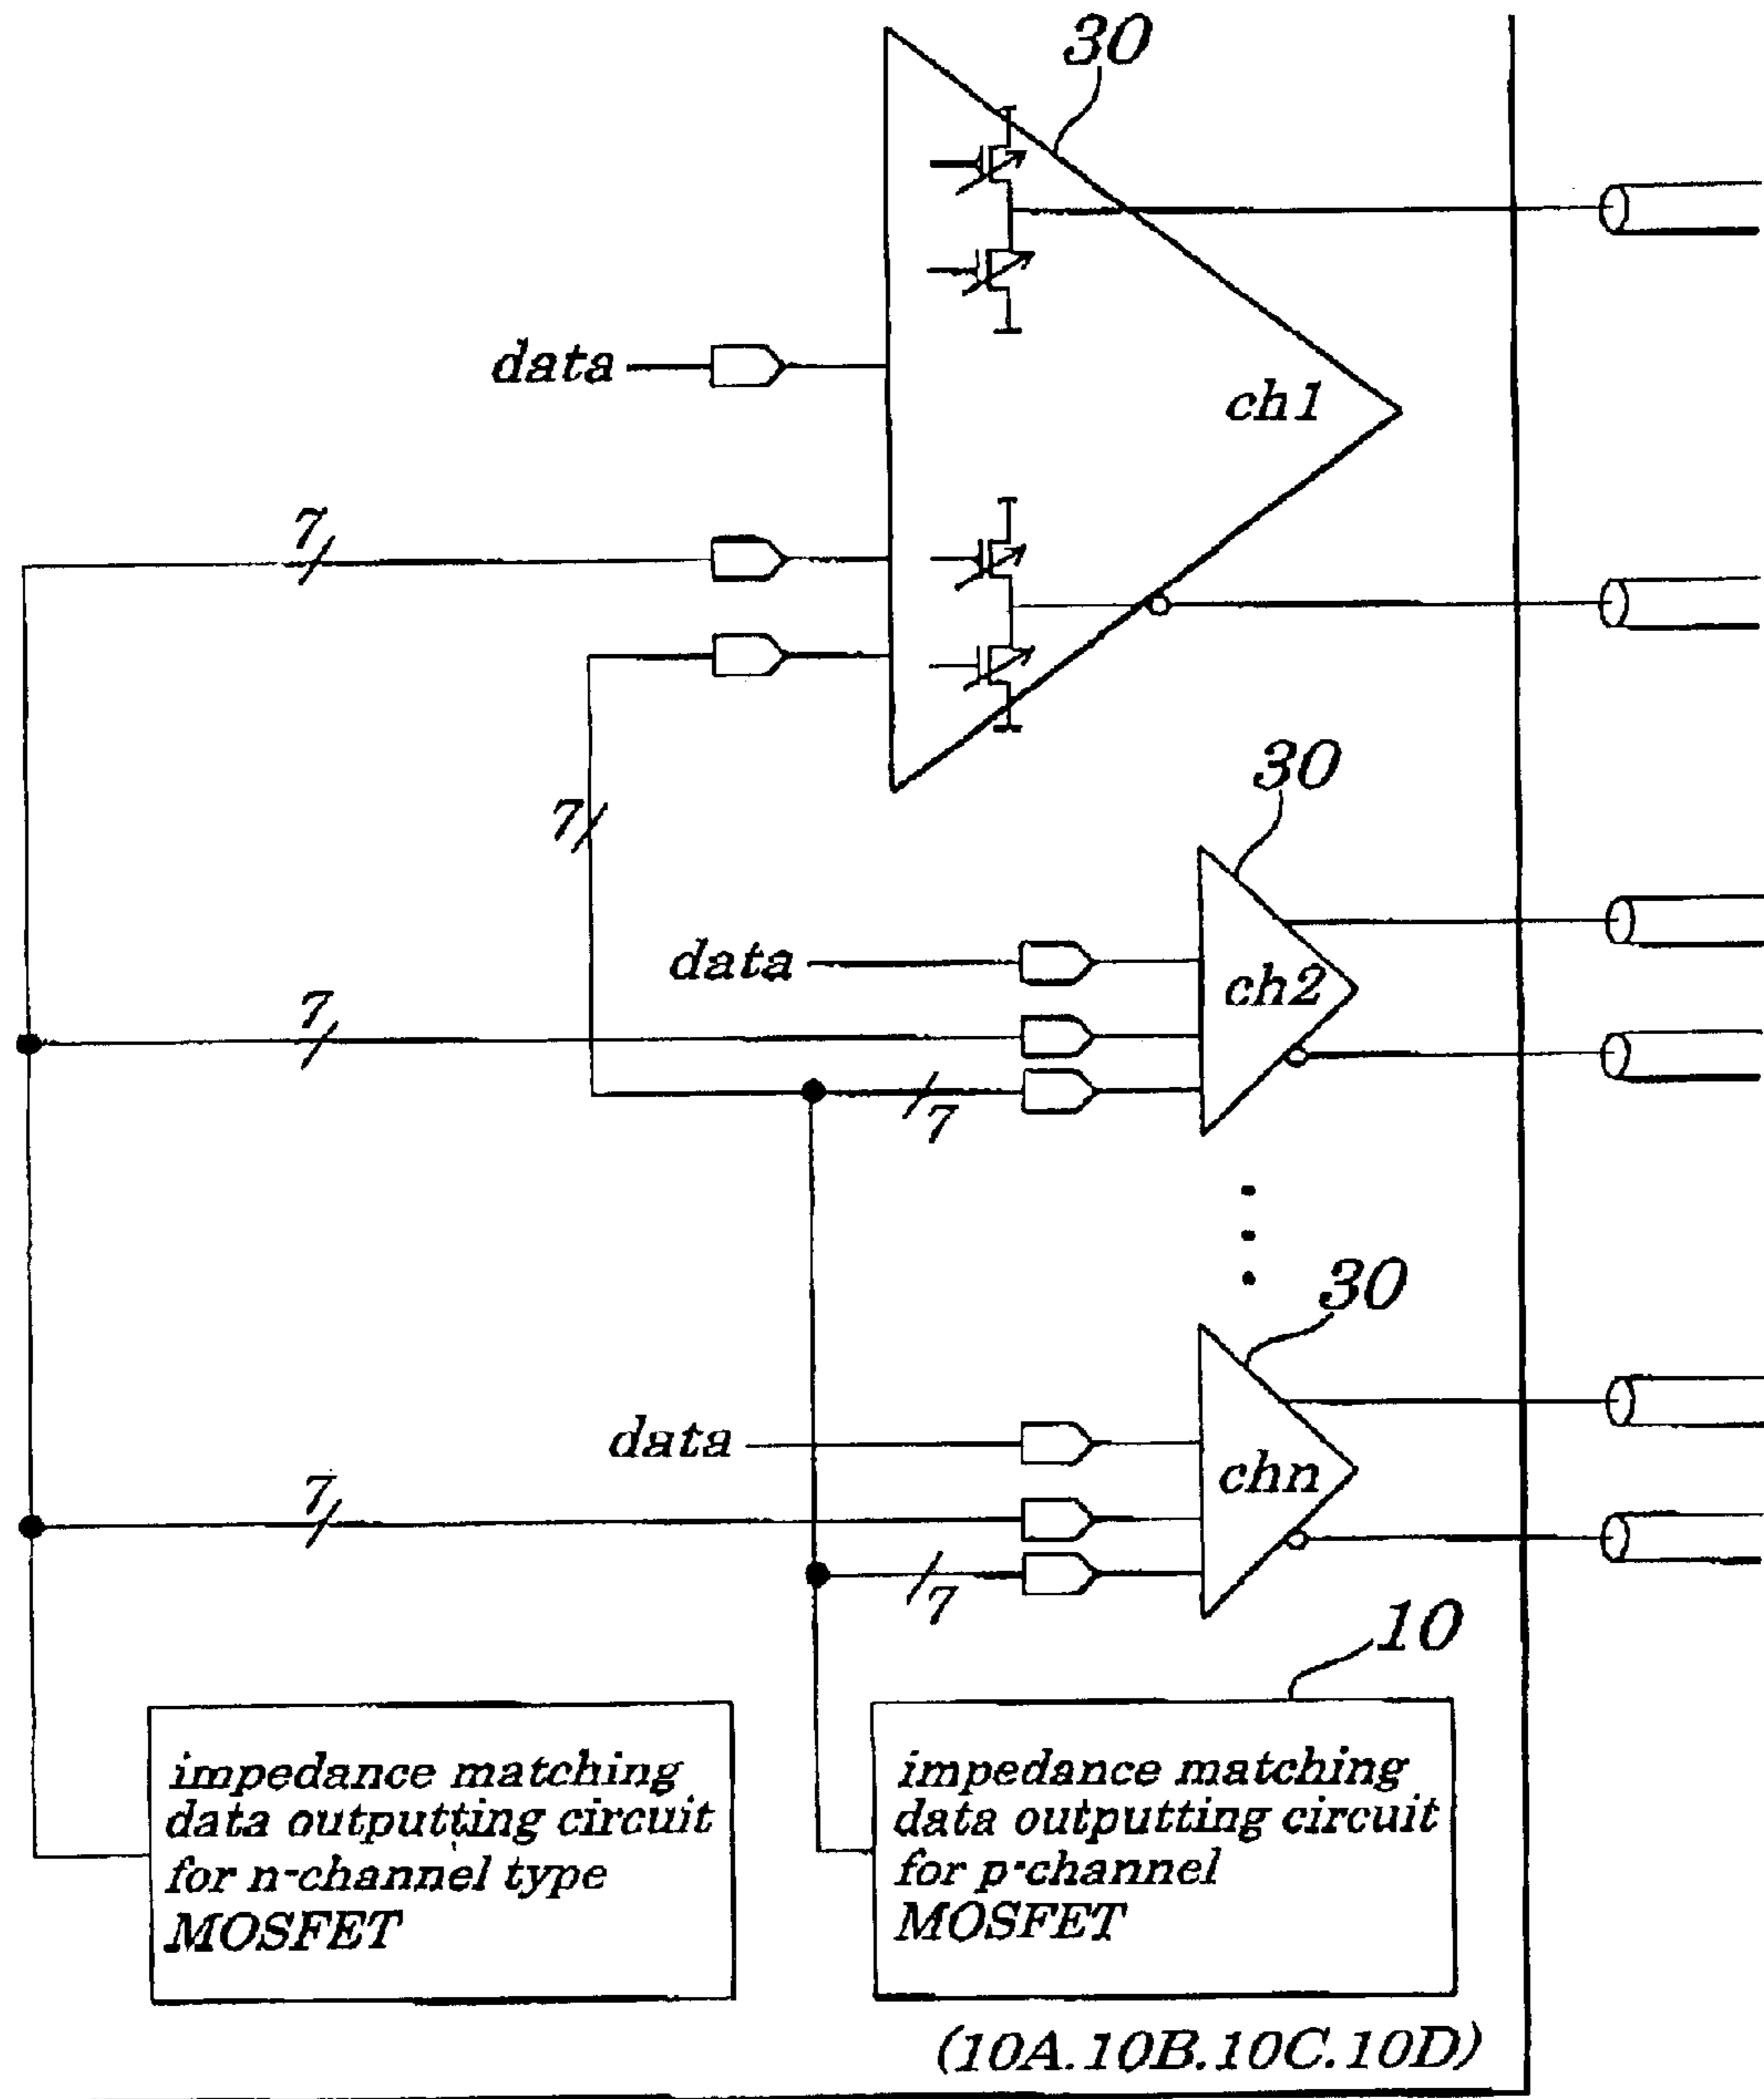 30
data
ch1
7
7
30
data
ch2
7
7
30
data
chn
7
7
10
impedance matching
data outputting circuit
for n-channel type
MOSFET
impedance matching
data outputting circuit
for p-channel
MOSFET
(10A.10B.10C.10D)